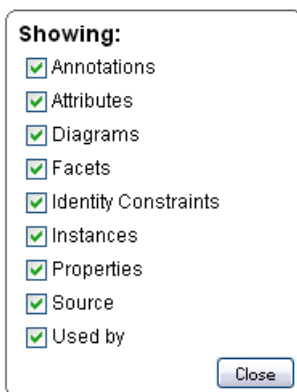 Showing:
Annotations
Attributes
Diagrams
Facets
Identity Constraints
Instances
Properties
Source
Used by
Close